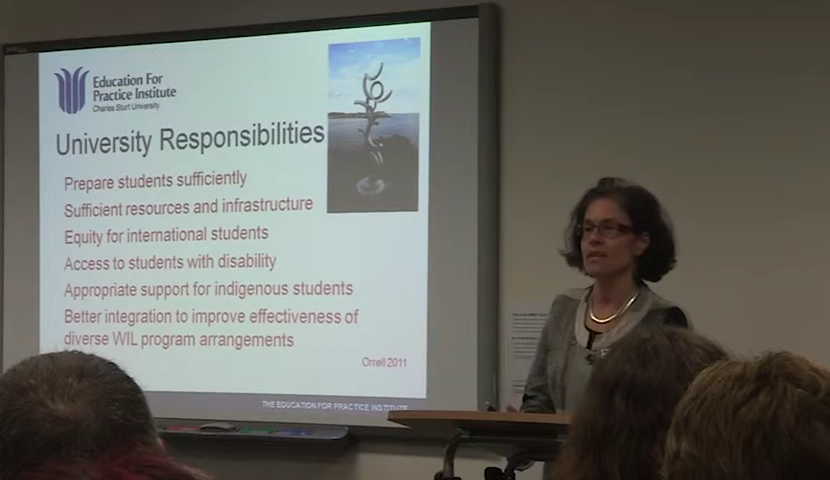 Education For
Practice Institute
Charles Sturt University
University Responsibilities
Prepare students sufficiently
Sufficient resources and infrastructure
Equity for international students
Access to students with disability
Appropriate support for indigenous students
Better integration to improve effectiveness of
diverse WIL program arrangements
Orrell 2011
THE EDUCATION FOR PRACTICE INSTITUTE